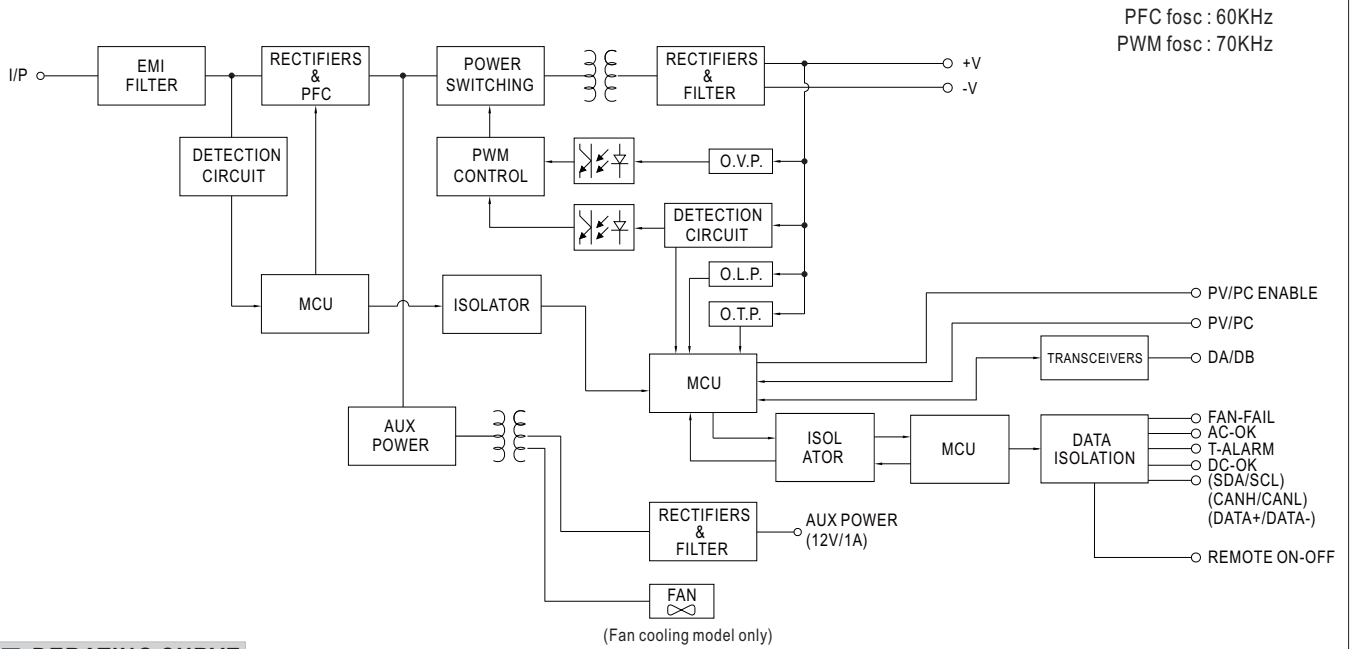 PFC fosc : 60KHz
PWM fosc : 70KHz
I/P
EMI
FILTER
RECTIFIERS
&
PFC
POWER
SWITCHING
RECTIFIERS
&
FILTER
+V
-V
DETECTION
CIRCUIT
PWM
CONTROL
O.V.P.
DETECTION
CIRCUIT
O.L.P.
O.T.P.
MCU
ISOLATOR
PV/PC ENABLE
PV/PC
MCU
TRANSCEIVERS
DA/DB
AUX
POWER
ISOL
ATOR
MCU
DATA
ISOLATION
FAN-FAIL
AC-OK
T-ALARM
DC-OK
(SDA/SCL)
(CANH/CANL)
(DATA+/DATA-)
RECTIFIERS
&
FILTER
AUX POWER
(12V/1A)
REMOTE ON-OFF
FAN
(Fan cooling model only)
DERATING CURVE